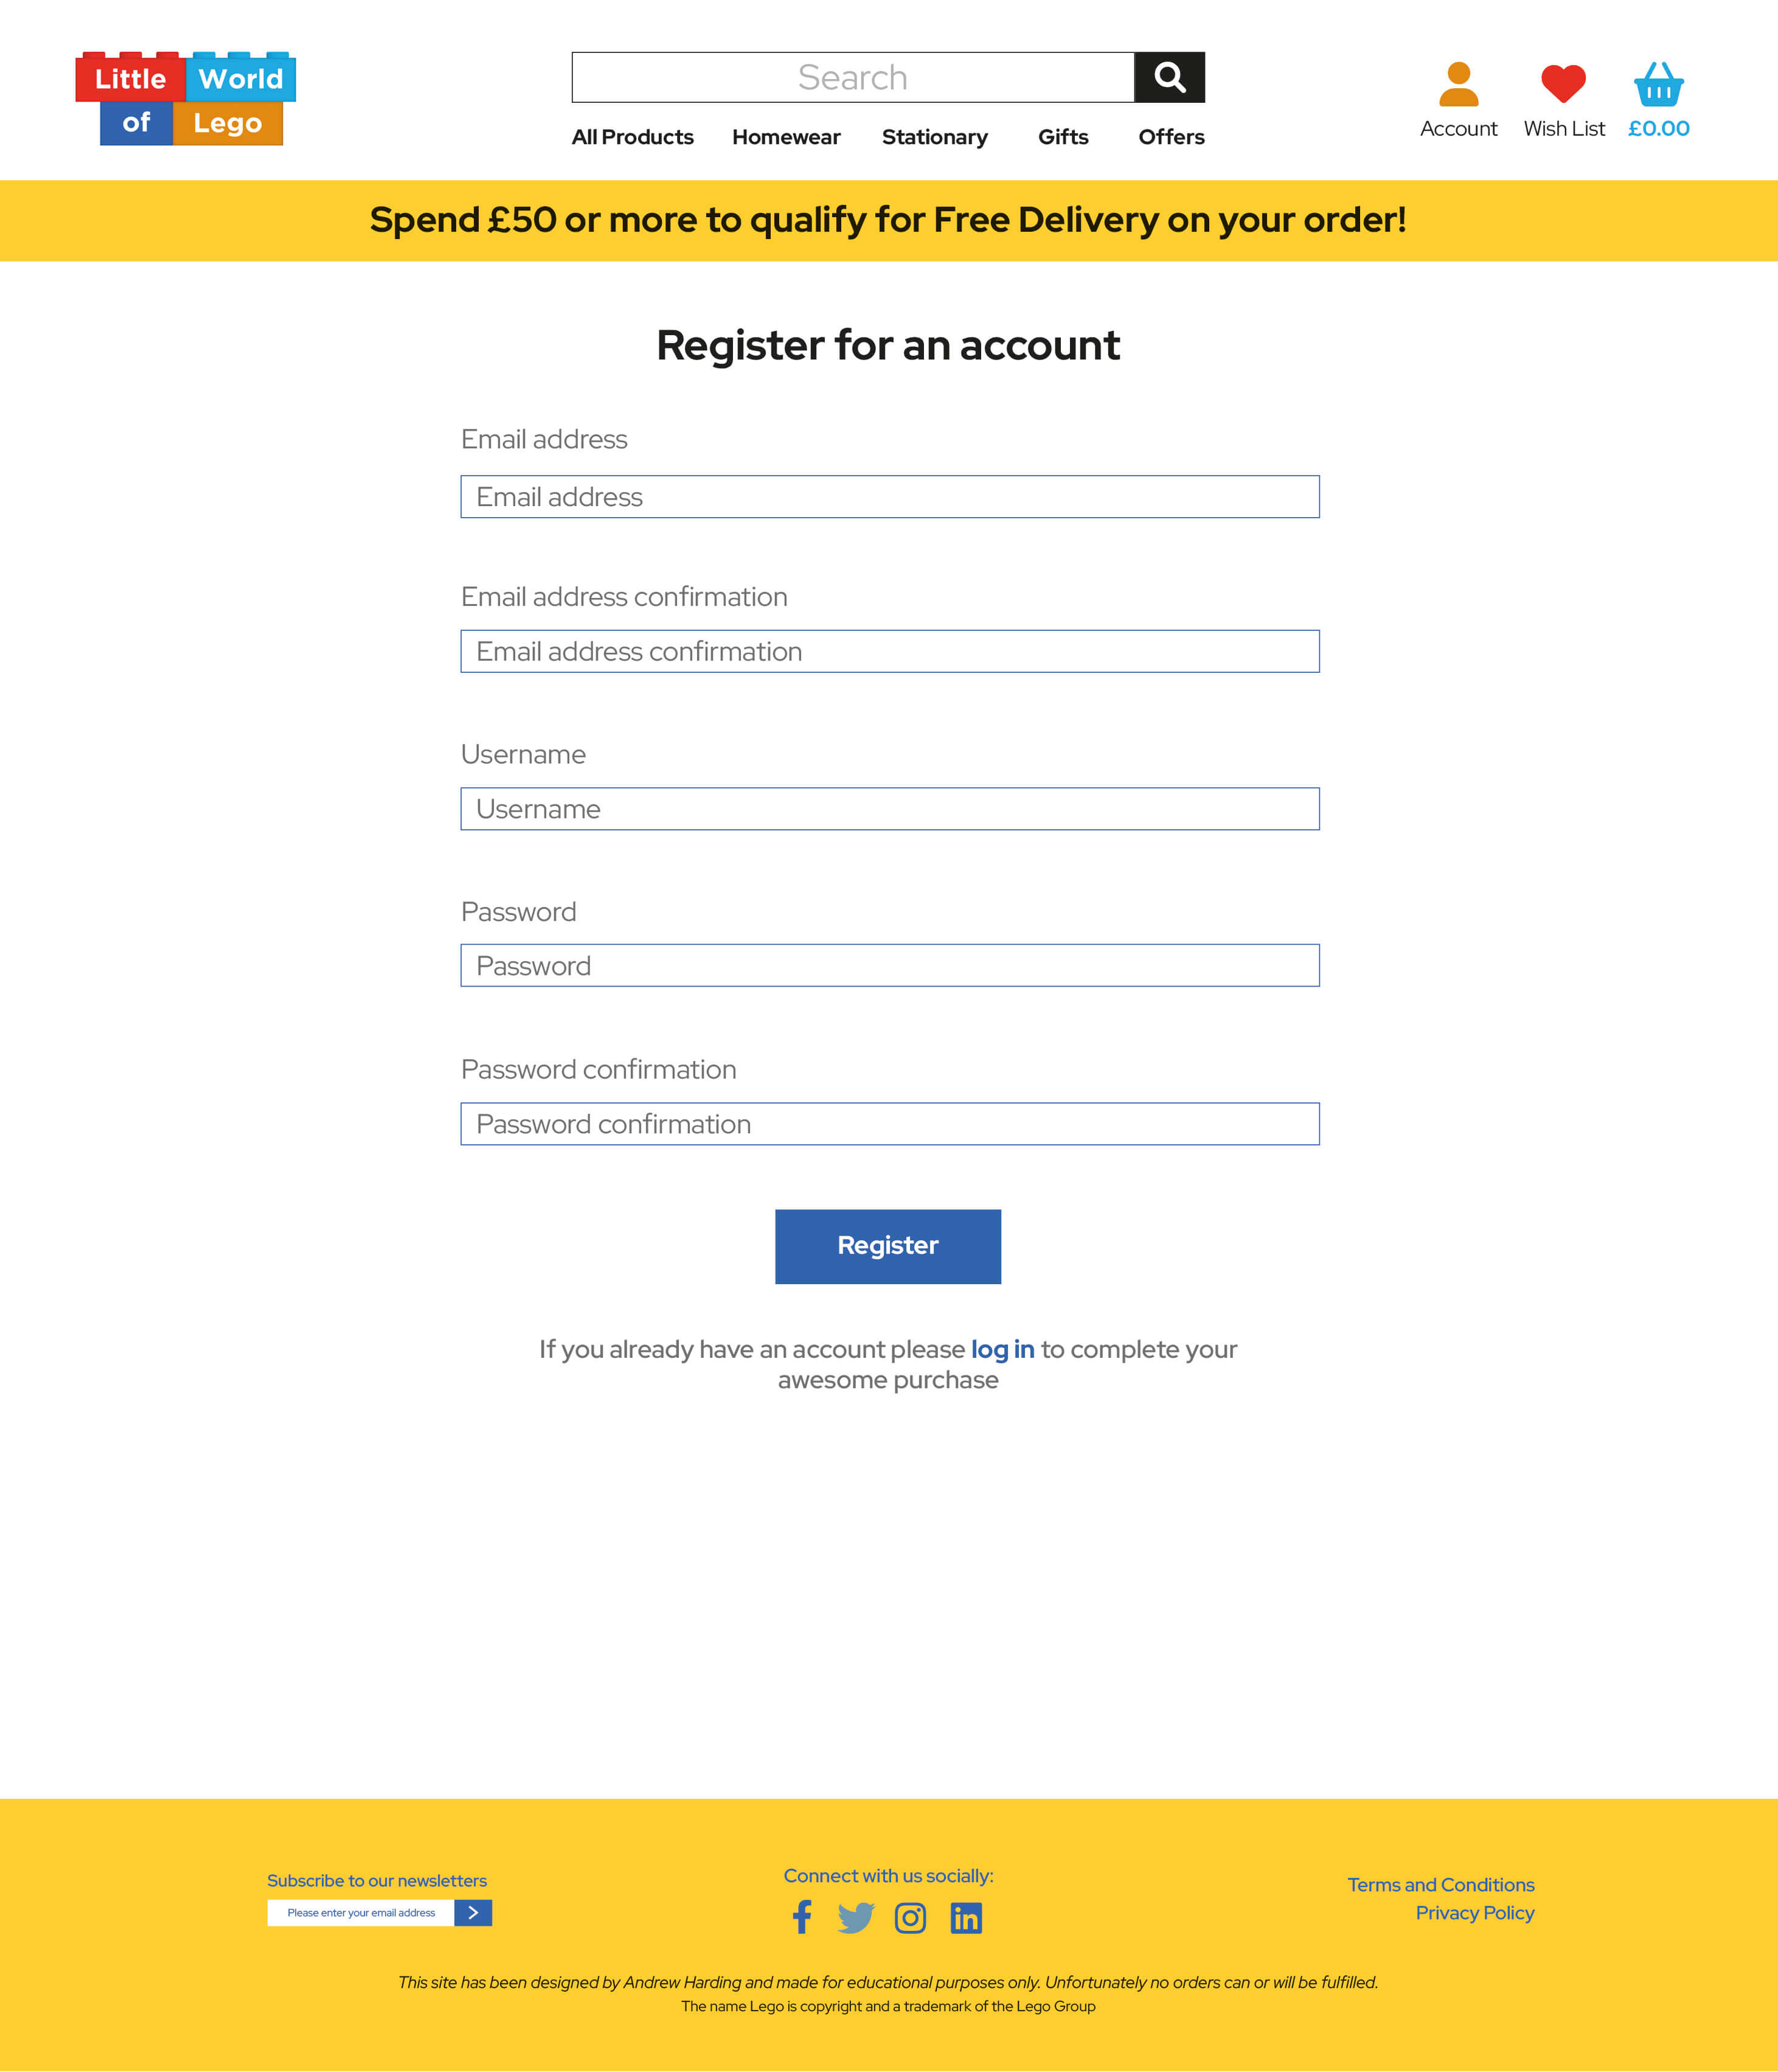 Little World
of Lego
Search
All Products Homewear Stationary Gifts Offers
Account Wish List £0.00
Spend £50 or more to qualify for Free Delivery on your order!
Register for an account
Email address
Email address
Email address confirmation
Email address confirmation
Username
Username
Password
Password
Password confirmation
Password confirmation
Register
If you already have an account please log in to complete your
awesome purchase
Subscribe to our newsletters
Please enter your email address
Connect with us socially:
Terms and Conditions
Privacy Policy
This site has been designed by Andrew Harding and made for educational purposes only. Unfortunately no orders can or will be fulfilled.
The name Lego is copyright and a trademark of the Lego Group